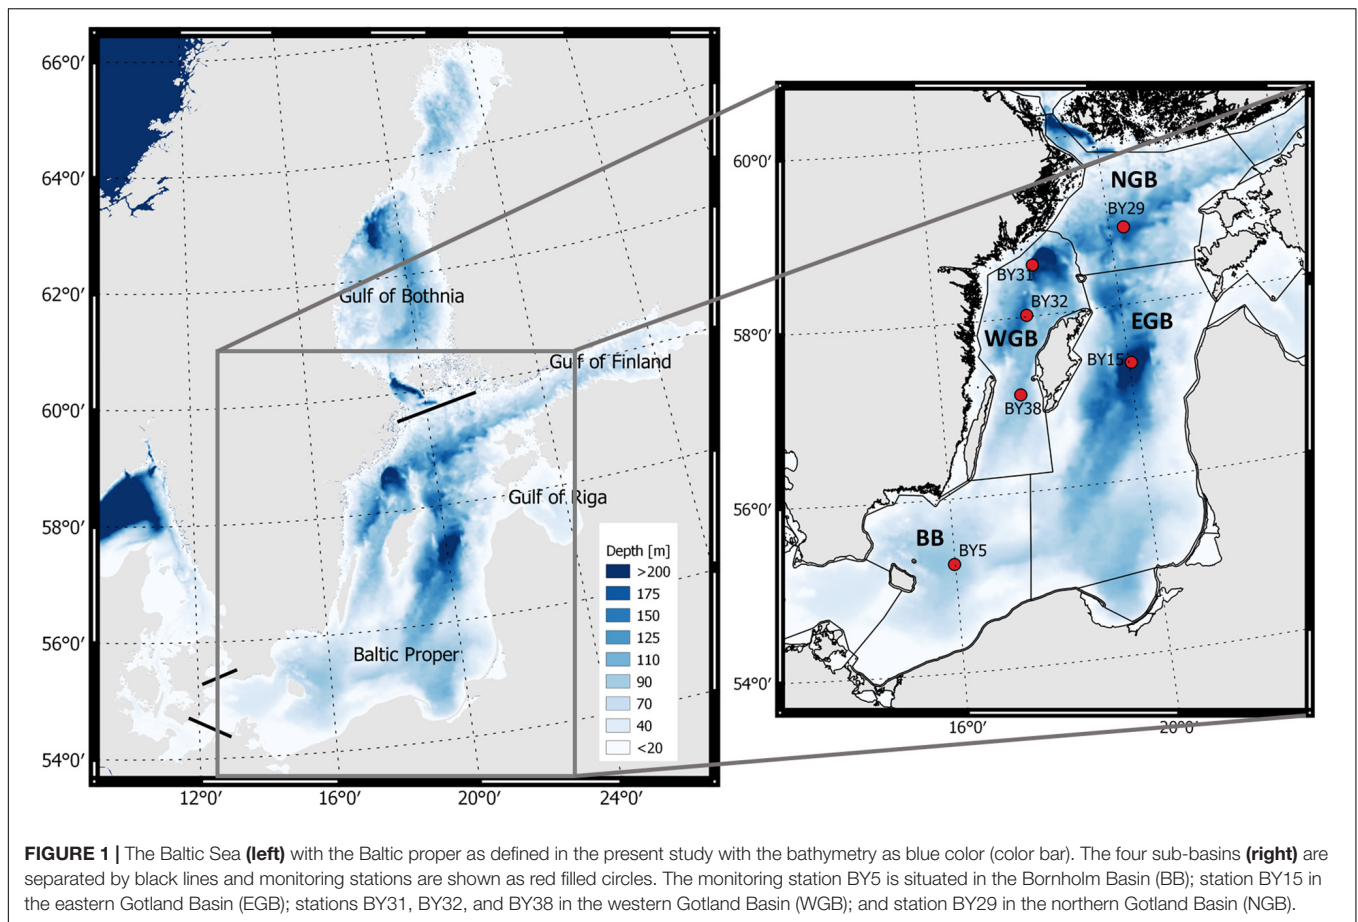 66°0′
64°0′
62°0′
60°0′
58°0′
56°0′
54°0′
12°0′
16°0′
20°0′
24°0′
Gulf of Bothnia
Gulf of Finland
Gulf of Riga
Baltic Proper
Depth [m]
>200
175
150
125
110
90
70
40
<20
60°0′
58°0′
56°0′
54°0′
16°0′
20°0′
NGB
BY29
BY31
BY32
WGB
EGB
BY15
BY38
BB
BY5
FIGURE 1 | The Baltic Sea (left) with the Baltic proper as defined in the present study with the bathymetry as blue color (color bar). The four sub-basins (right) are
separated by black lines and monitoring stations are shown as red filled circles. The monitoring station BY5 is situated in the Bornholm Basin (BB); station BY15 in
the eastern Gotland Basin (EGB); stations BY31, BY32, and BY38 in the western Gotland Basin (WGB); and station BY29 in the northern Gotland Basin (NGB).